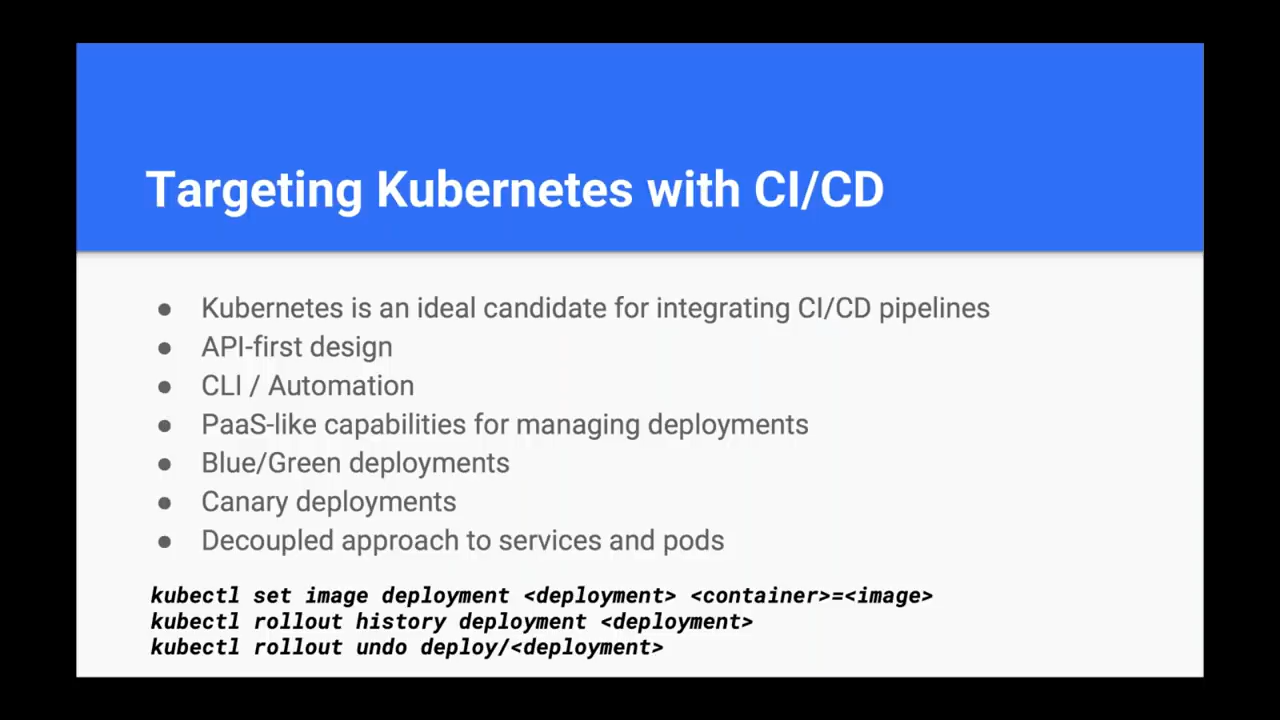 Targeting Kubernetes with CI/CD
● Kubernetes is an ideal candidate for integrating CI/CD pipelines
● API-first design
● CLI / Automation
● PaaS-like capabilities for managing deployments
● Blue/Green deployments
● Canary deployments
● Decoupled approach to services and pods
kubectl set image deployment <deployment> <container>=<image>
kubectl rollout history deployment <deployment>
kubectl rollout undo deploy/<deployment>